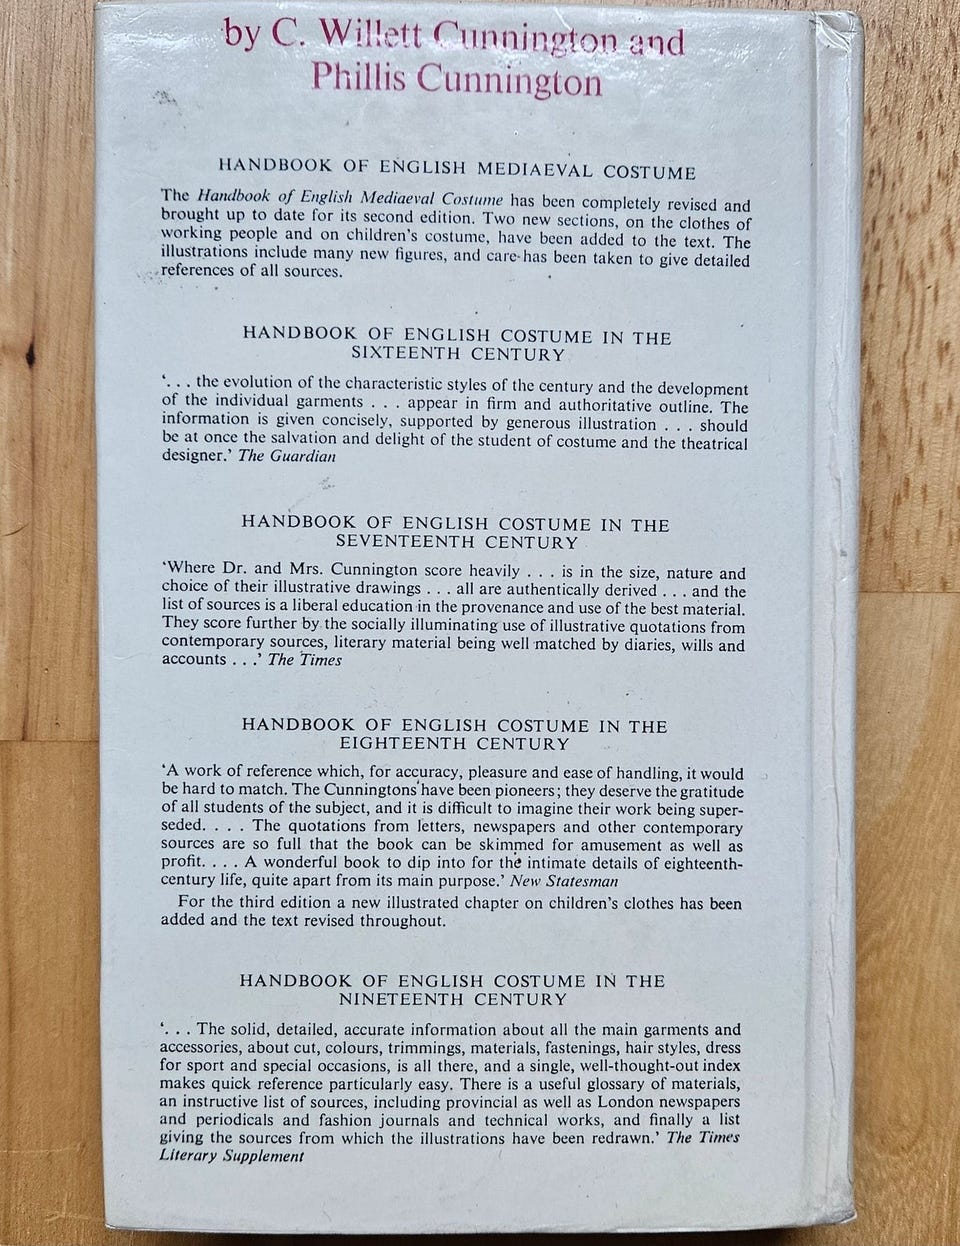 by C. Willett Cunnington and
Phillis Cunnington
HANDBOOK OF ENGLISH MEDIAEVAL COSTUME
The Handbook of English Mediaeval Costume has been completely revised and
brought up to date for its second edition. Two new sections, on the clothes of
working people and on children's costume, have been added to the text. The
illustrations include many new figures, and care has been taken to give detailed
references of all sources.
HANDBOOK OF ENGLISH COSTUME IN THE
SIXTEENTH CENTURY
‘. . . the evolution of the characteristic styles of the century and the development
of the individual garments . . . appear in firm and authoritative outline. The
information is given concisely, supported by generous illustration . . . should
be at once the salvation and delight of the student of costume and the theatrical
designer.’ The Guardian
HANDBOOK OF ENGLISH COSTUME IN THE
SEVENTEENTH CENTURY
‘Where Dr. and Mrs. Cunnington score heavily . . . is in the size, nature and
choice of their illustrative drawings . . . all are authentically derived . . . and the
list of sources is a liberal education in the provenance and use of the best material.
They score further by the socially illuminating use of illustrative quotations from
contemporary sources, literary material being well matched by diaries, wills and
accounts . . .’ The Times
HANDBOOK OF ENGLISH COSTUME IN THE
EIGHTEENTH CENTURY
‘A work of reference which, for accuracy, pleasure and ease of handling, it would
be hard to match. The Cunningtons have been pioneers; they deserve the gratitude
of all students of the subject, and it is difficult to imagine their work being super-
seded. . . . The quotations from letters, newspapers and other contemporary
sources are so full that the book can be skimmed for amusement as well as
profit. . . . A wonderful book to dip into for the intimate details of eighteenth-
century life, quite apart from its main purpose.’ New Statesman
For the third edition a new illustrated chapter on children's clothes has been
added and the text revised throughout.
HANDBOOK OF ENGLISH COSTUME IN THE
NINETEENTH CENTURY
‘. . . The solid, detailed, accurate information about all the main garments and
accessories, about cut, colours, trimmings, materials, fastenings, hair styles, dress
for sport and special occasions, is all there, and a single, well-thought-out index
makes quick reference particularly easy. There is a useful glossary of materials,
an instructive list of sources, including provincial as well as London newspapers
and periodicals and fashion journals and technical works, and finally a list
giving the sources from which the illustrations have been redrawn.’ The Times
Literary Supplement